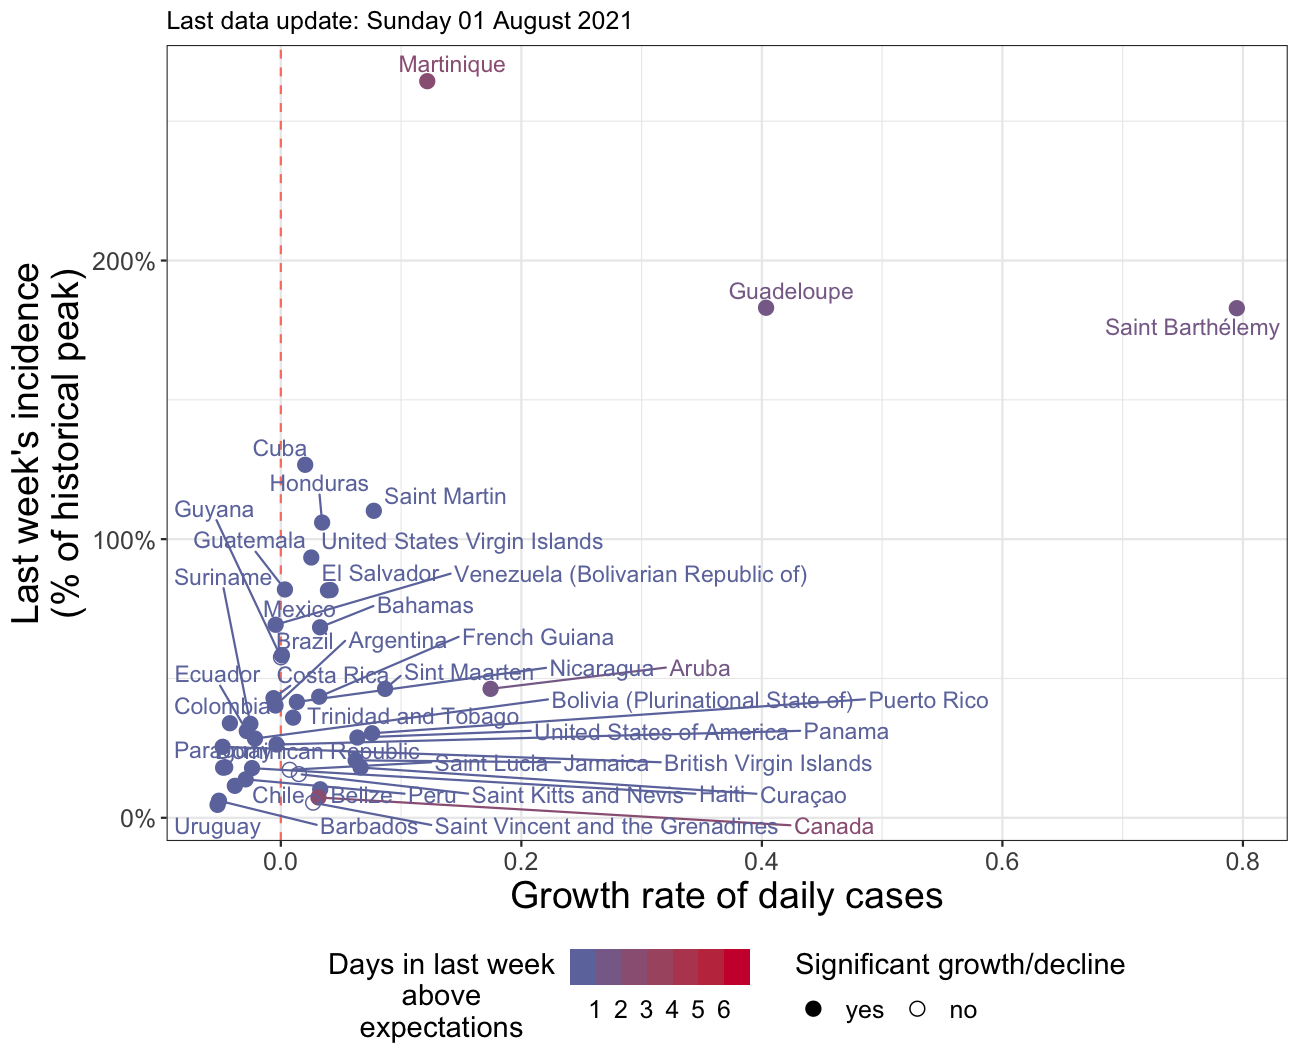 Last data update: Sunday 01 August 2021
Last week's incidence
(% of historical peak)
200%
100%
0%
Martinique
Guadeloupe
Saint Barthélemy
Cuba
Honduras
Saint Martin
Guyana
Guatemala
United States Virgin Islands
Suriname
El Salvador
Venezuela (Bolivarian Republic of)
Mexico
Bahamas
Brazil
Argentina
French Guiana
Ecuador
Costa Rica
Sint Maarten
Nicaragua
Aruba
Colombia
Trinidad and Tobago
Bolivia (Plurinational State of)
Puerto Rico
United States of America
Panama
Paraguay
Dominican Republic
Saint Lucia
Jamaica
British Virgin Islands
Chile
Belize
Peru
Saint Kitts and Nevis
Haiti
Curaçao
Uruguay
Barbados
Saint Vincent and the Grenadines
Canada
0.0
0.2
0.4
0.6
0.8
Growth rate of daily cases
Days in last week
above
expectations
1 2 3 4 5 6
Significant growth/decline
yes
no